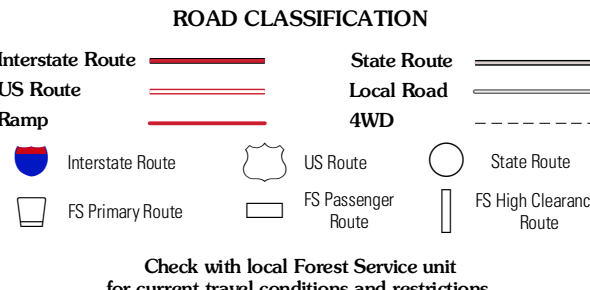 ROAD CLASSIFICATION
Interstate Route
State Route
US Route
Local Road
Ramp
4WD
Interstate Route
US Route
State Route
FS Primary Route
FS Passenger
Route
FS High Clearanc
Route
Check with local Forest Service unit
for current travel conditions and restrictions